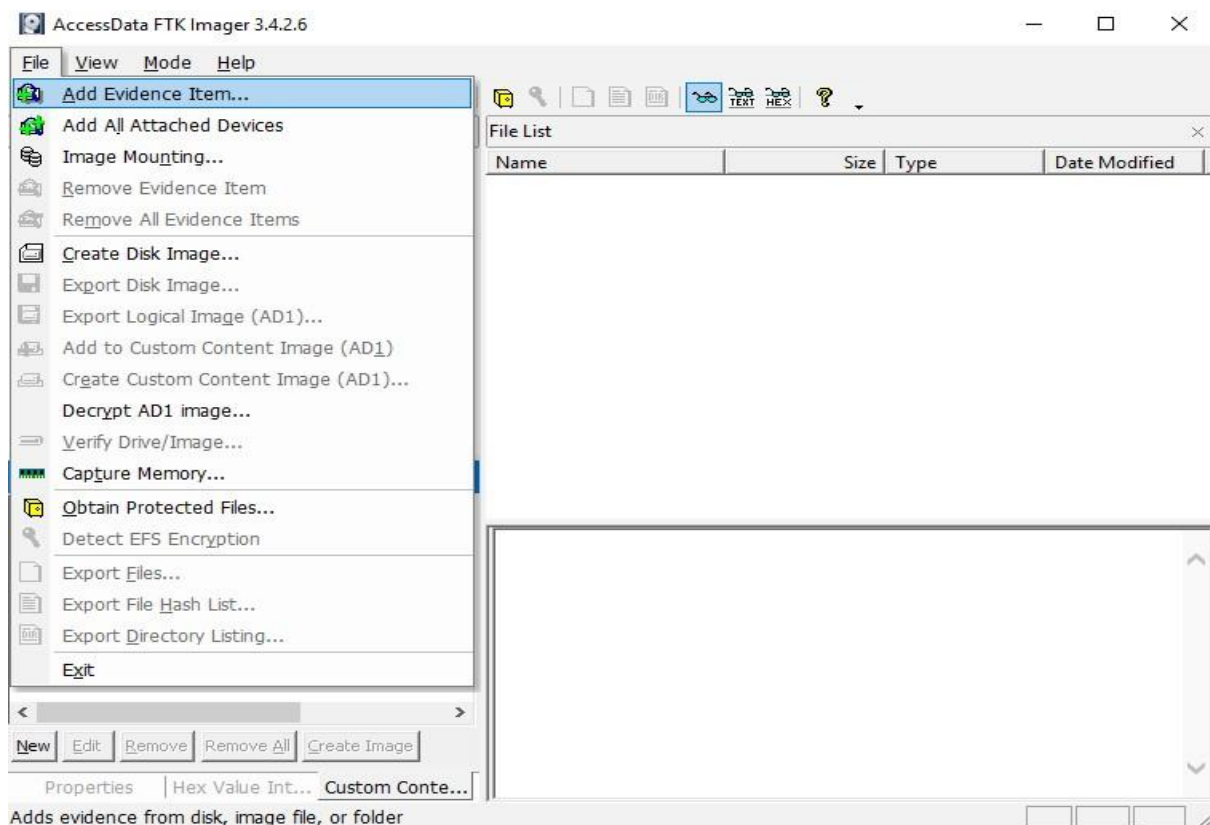 AccessData FTK Imager 3.4.2.6
File View Mode Help
Add Evidence Item...
Add All Attached Devices
Image Mounting...
Remove Evidence Item
Remove All Evidence Items
Create Disk Image...
Export Disk Image...
Export Logical Image (AD1)...
Add to Custom Content Image (AD1)
Create Custom Content Image (AD1)...
Decrypt AD1 image...
Verify Drive/Image...
Capture Memory...
Obtain Protected Files...
Detect EFS Encryption
Export Files...
Export File Hash List...
Export Directory Listing...
Exit
TEXT HEX ?
File List
Name Size Type Date Modified
New Edit Remove Remove All Create Image
Properties Hex Value Int... Custom Conte...
Adds evidence from disk, image file, or folder